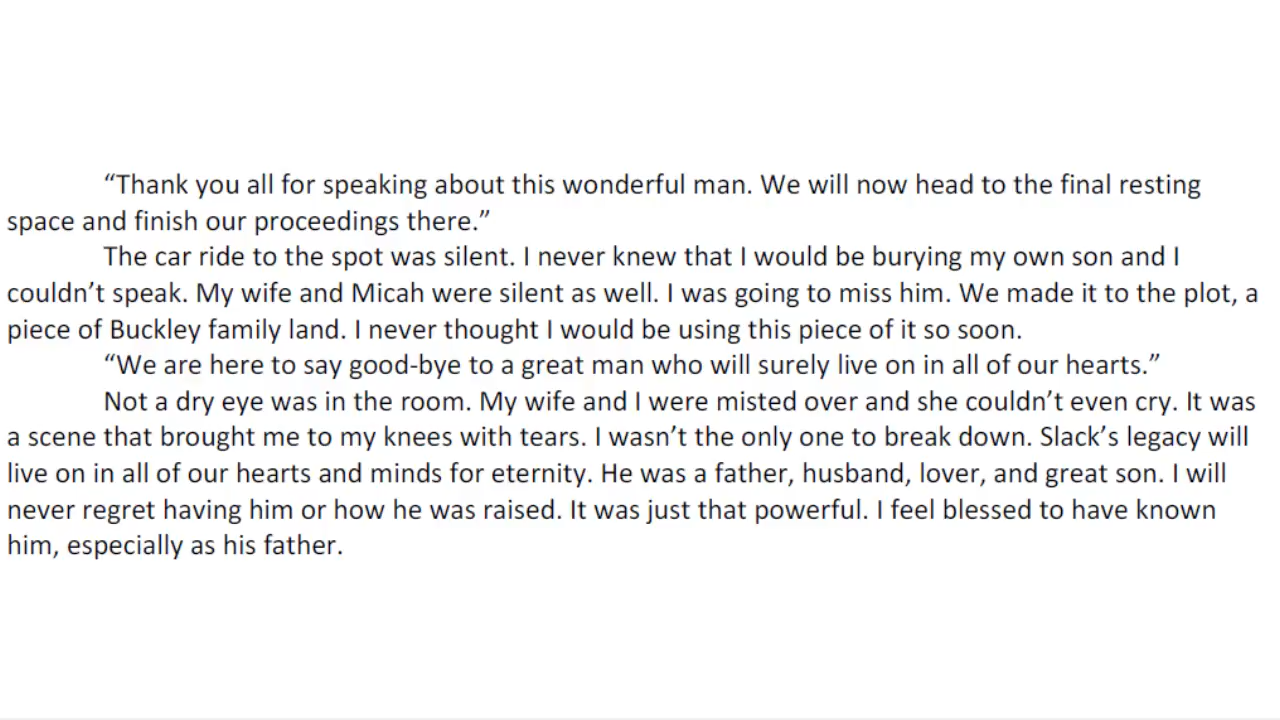 “Thank you all for speaking about this wonderful man. We will now head to the final resting
space and finish our proceedings there.”
The car ride to the spot was silent. I never knew that I would be burying my own son and I
couldn’t speak. My wife and Micah were silent as well. I was going to miss him. We made it to the plot, a
piece of Buckley family land. I never thought I would be using this piece of it so soon.
“We are here to say good-bye to a great man who will surely live on in all of our hearts.”
Not a dry eye was in the room. My wife and I were misted over and she couldn’t even cry. It was
a scene that brought me to my knees with tears. I wasn’t the only one to break down. Slack’s legacy will
live on in all of our hearts and minds for eternity. He was a father, husband, lover, and great son. I will
never regret having him or how he was raised. It was just that powerful. I feel blessed to have known
him, especially as his father.